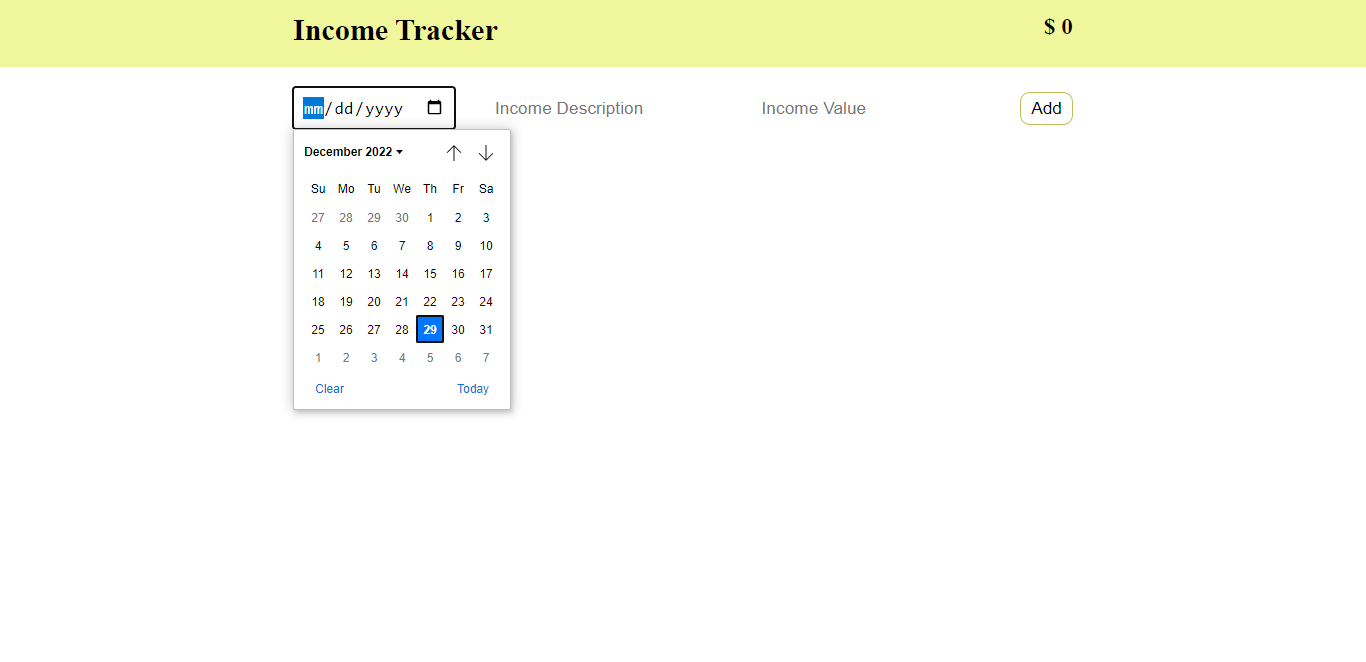 Income Tracker $ 0
mm/dd/yyyy Income Description Income Value Add
December 2022
Su Mo Tu We Th Fr Sa
27 28 29 30 1 2 3
4 5 6 7 8 9 10
11 12 13 14 15 16 17
18 19 20 21 22 23 24
25 26 27 28 29 30 31
1 2 3 4 5 6 7
Clear Today